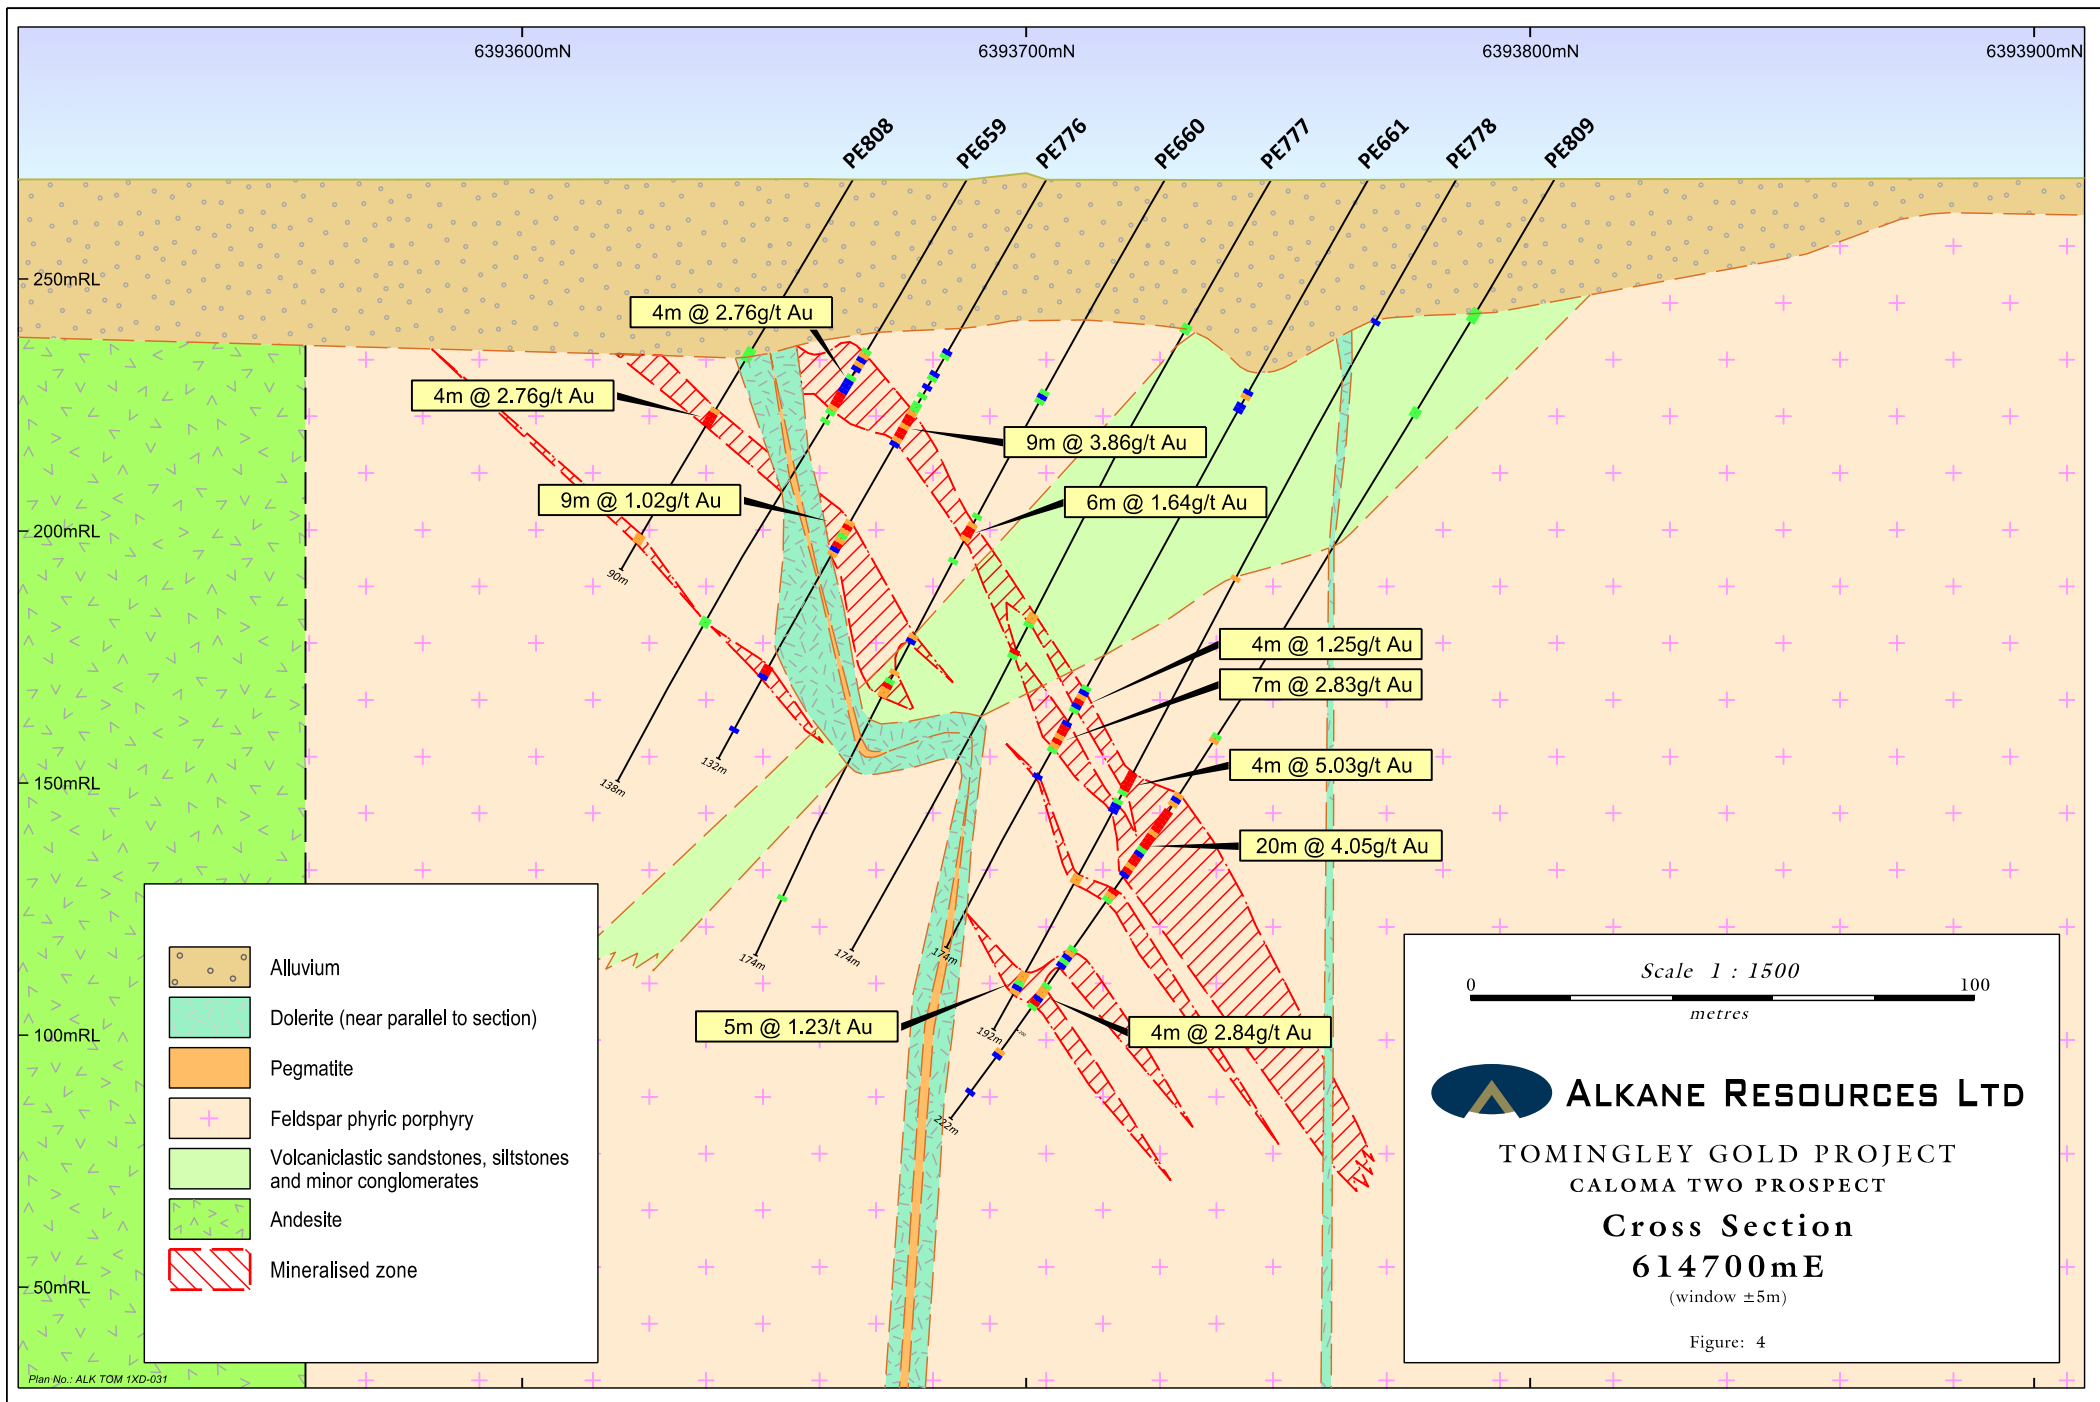 6393600mN
6393700mN
6393800mN
6393900mN
PE808
PE659
PE776
PE660
PE777
PE661
PE778
PE809
250mRL
4m @ 2.76g/t Au
4m @ 2.76g/t Au
9m @ 3.86g/t Au
9m @ 1.02g/t Au
6m @ 1.64g/t Au
200mRL
90m
4m @ 1.25g/t Au
7m @ 2.83g/t Au
4m @ 5.03g/t Au
132m
138m
150mRL
20m @ 4.05g/t Au
174m
174m
174m
5m @ 1.23/t Au
192m
4m @ 2.84g/t Au
100mRL
222m
50mRL
Alluvium
Dolerite (near parallel to section)
Pegmatite
Feldspar phyric porphyry
Volcaniclastic sandstones, siltstones
and minor conglomerates
Andesite
Mineralised zone
Scale 1 : 1500
0
100
metres
ALKANE RESOURCES LTD
TOMINGLEY GOLD PROJECT
CALOMA TWO PROSPECT
Cross Section
614700mE
(window ±5m)
Figure: 4
Plan No.: ALK TOM 1XD-031